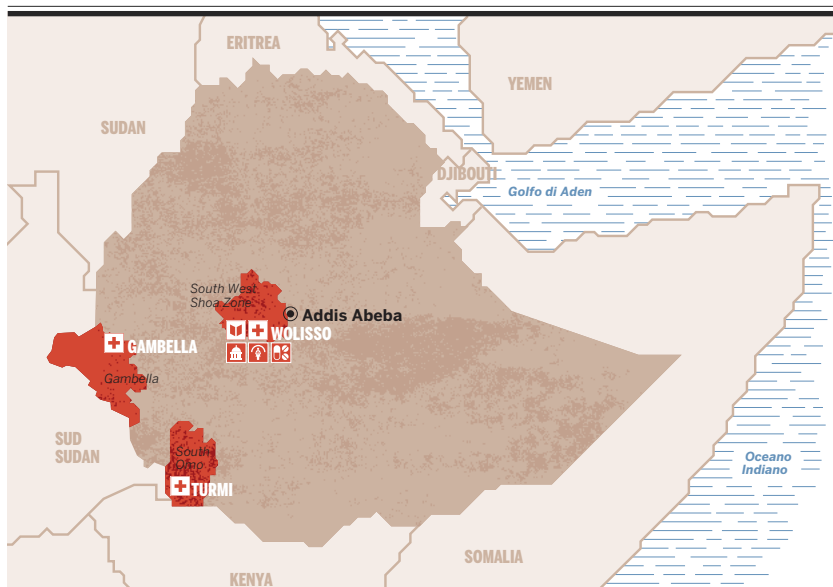 ERITREA
YEMEN
SUDAN
DJIBOUTI
Golfo di Aden
South West
Shoa Zone
Addis Abeba
WOLISSO
GAMBELLA
Gambella
SUD
SUDAN
South
Omo
TURMI
Oceano
Indiano
SOMALIA
KENYA